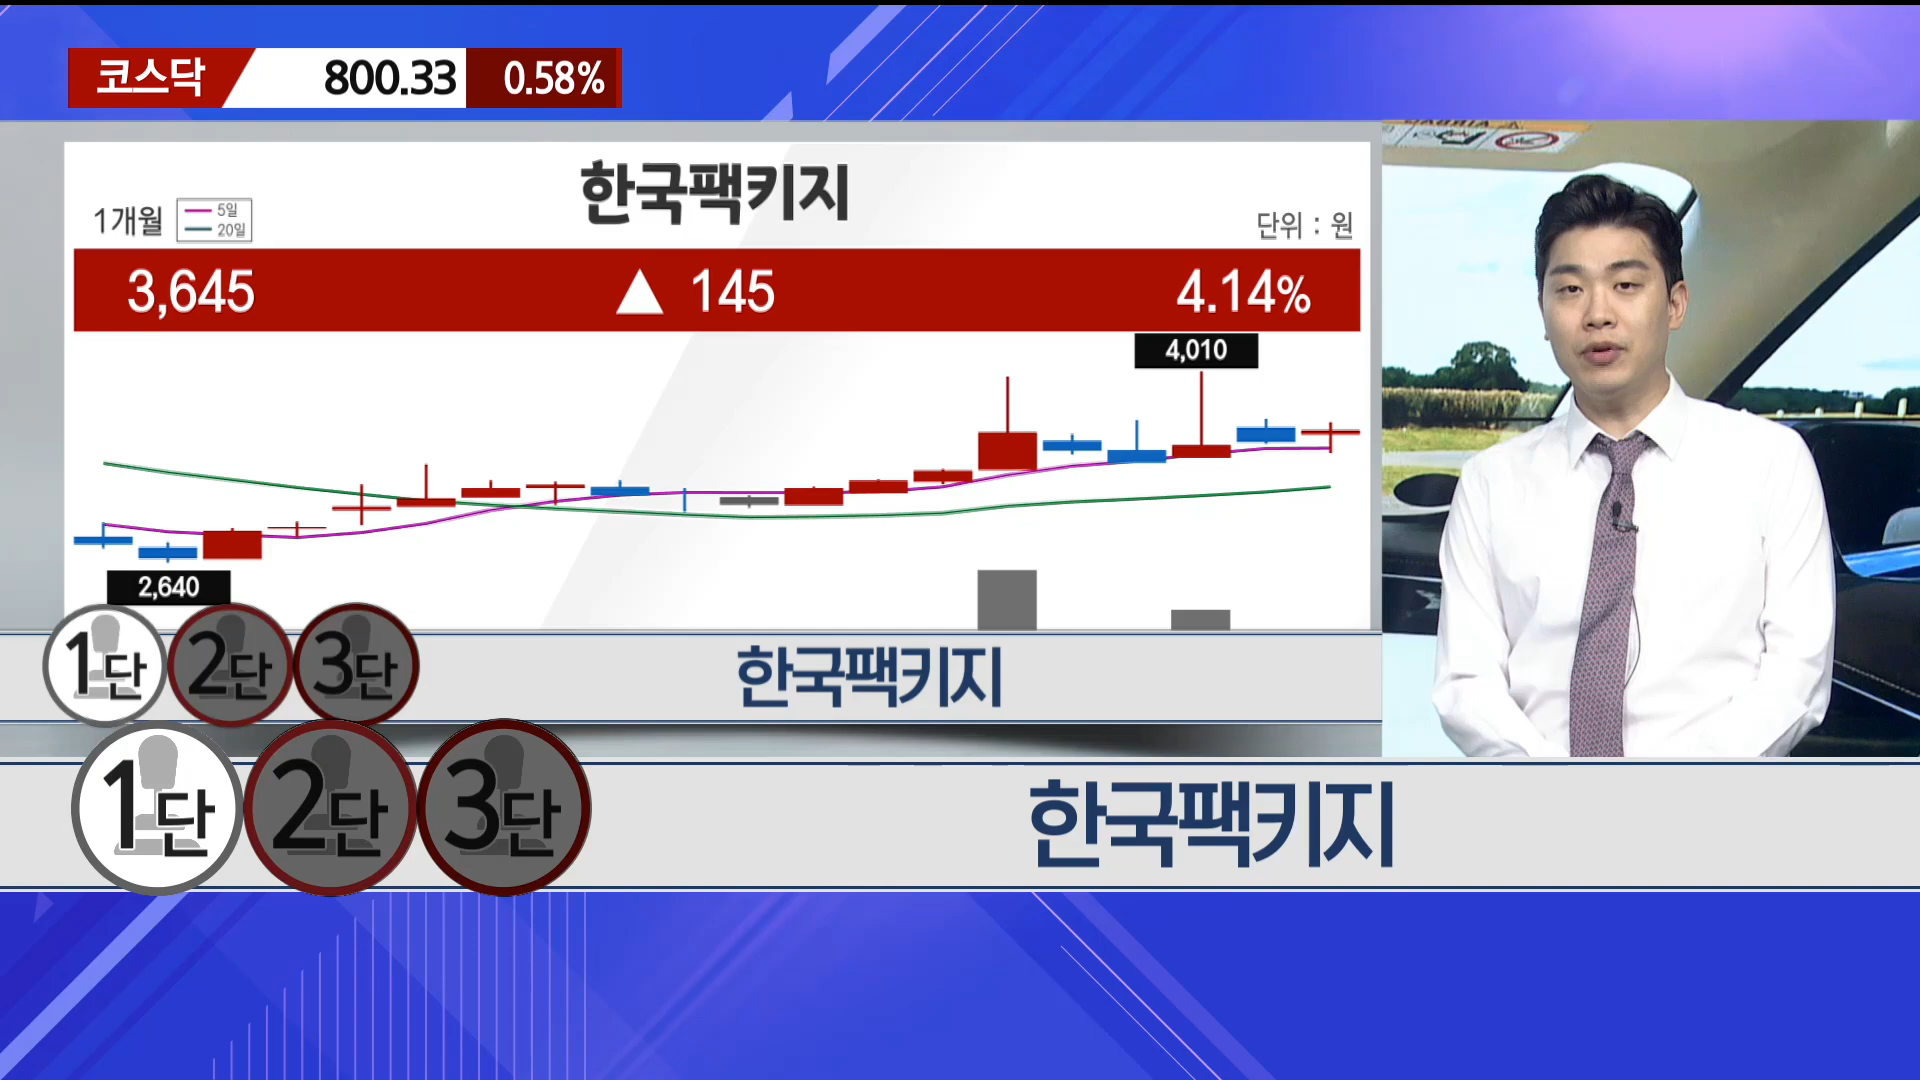 코스닥 800.33 0.58%
한국팩키지
1개월 5일
20일
단위 : 원
3,645 ▲ 145 4.14%
4,010
2,640
1단 2단 3단 한국팩키지
1단 2단 3단 한국팩키지